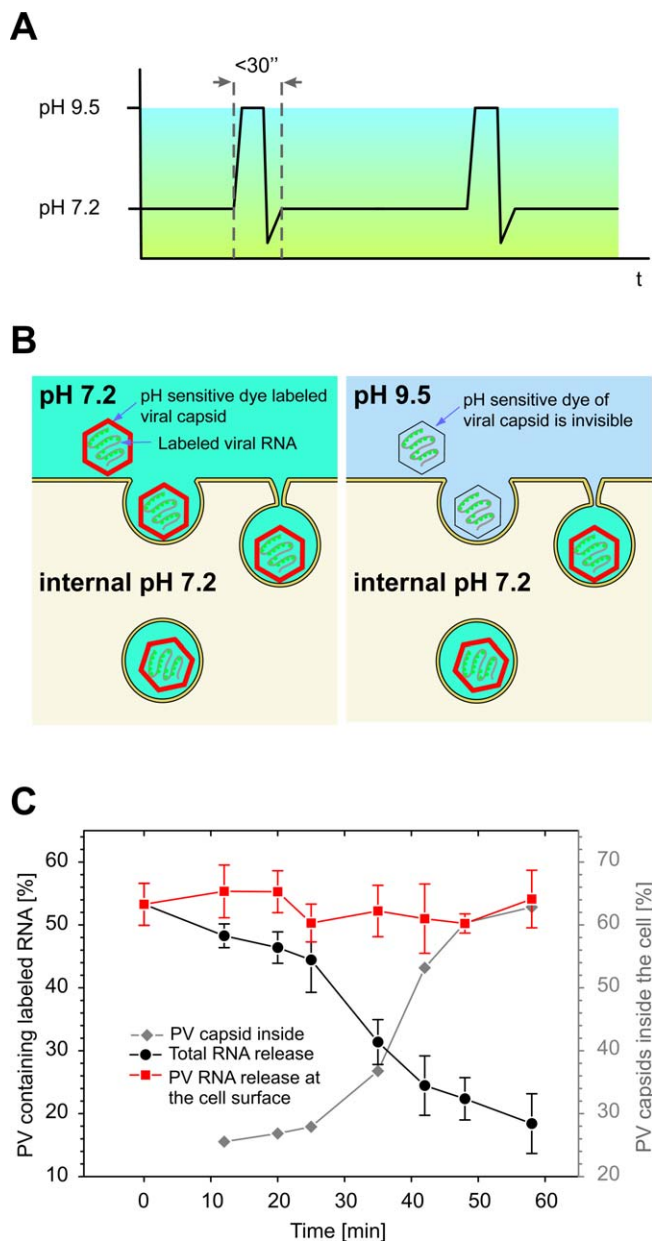 A
<30’’
pH 9.5
pH 7.2
t
B
pH 7.2
pH sensitive dye labeled
viral capsid
Labeled viral RNA
internal pH 7.2
pH 9.5
pH sensitive dye of
viral capsid is invisible
internal pH 7.2
C
PV containing labeled RNA [%]
60
50
40
30
20
10
PV capsid inside
Total RNA release
PV RNA release at
the cell surface
70
60
50
40
30
20
PV capsids inside the cell [%]
0 10 20 30 40 50 60
Time [min]